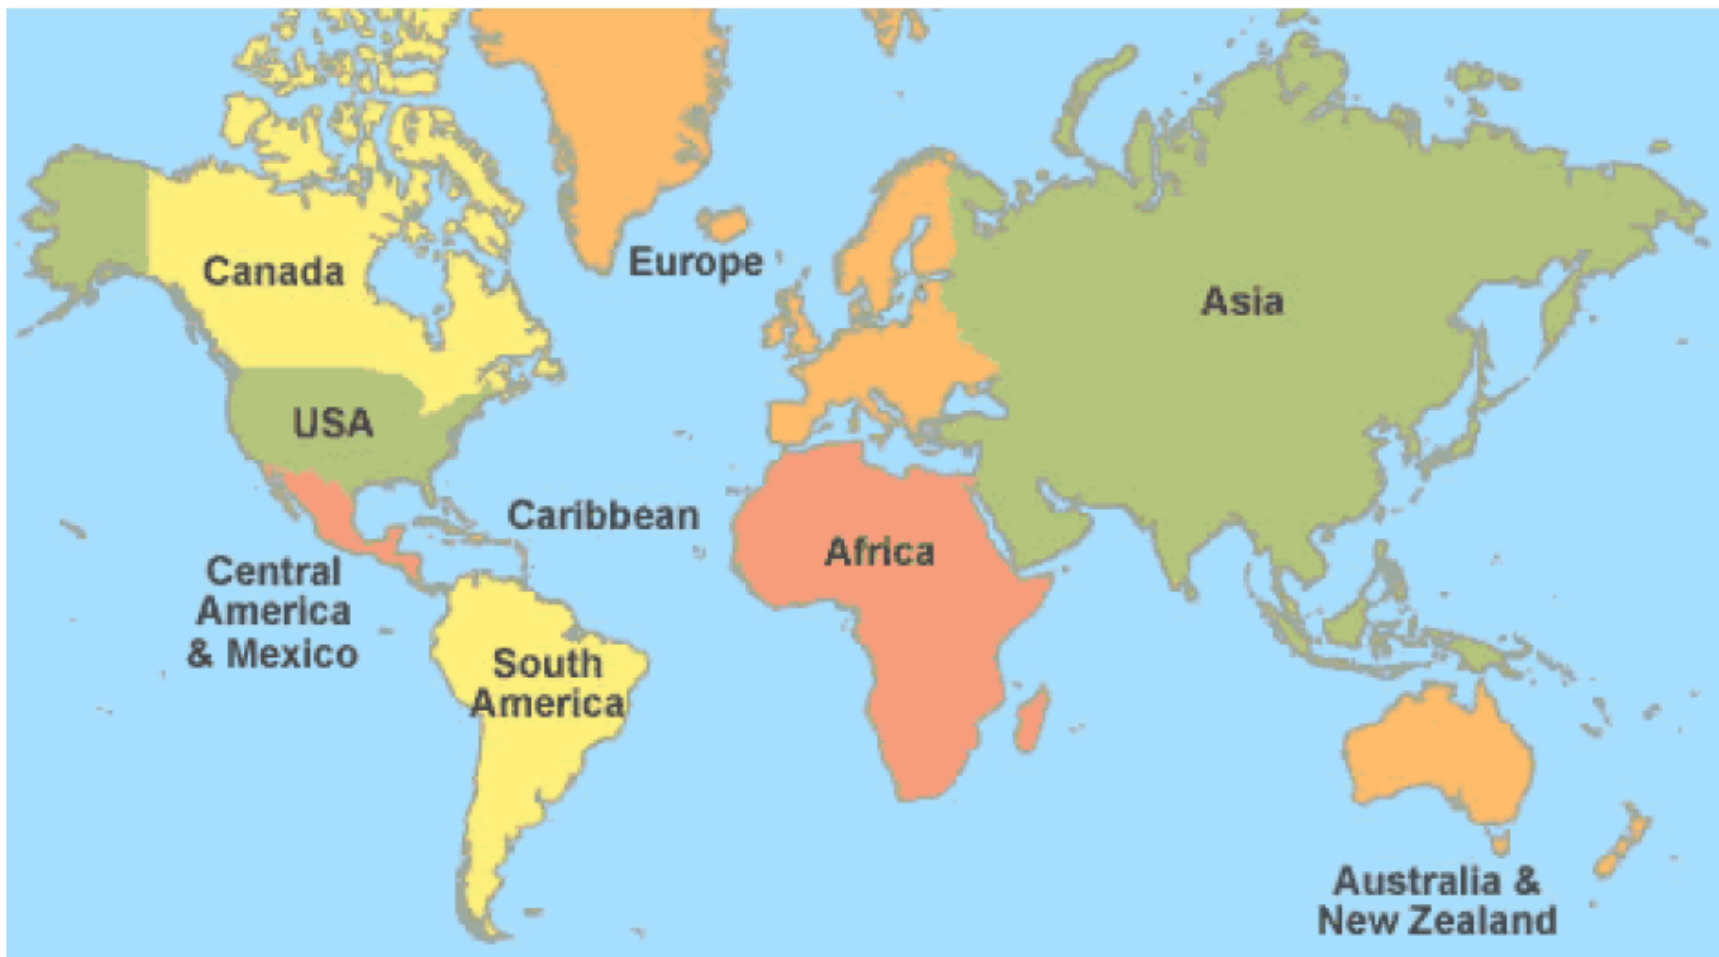 Canada
Europe
Asia
USA
Caribbean
Africa
Central
America
& Mexico
South
America
Australia &
New Zealand